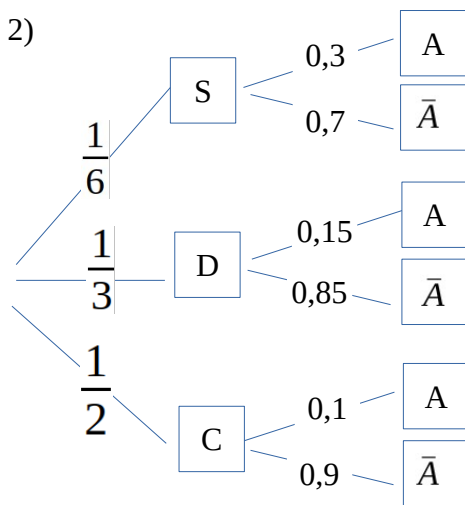 2)
0,3 A
S
0,7 Ā
1/6
0,15 A
1/3 D
0,85 Ā
1/2
0,1 A
C
0,9 Ā